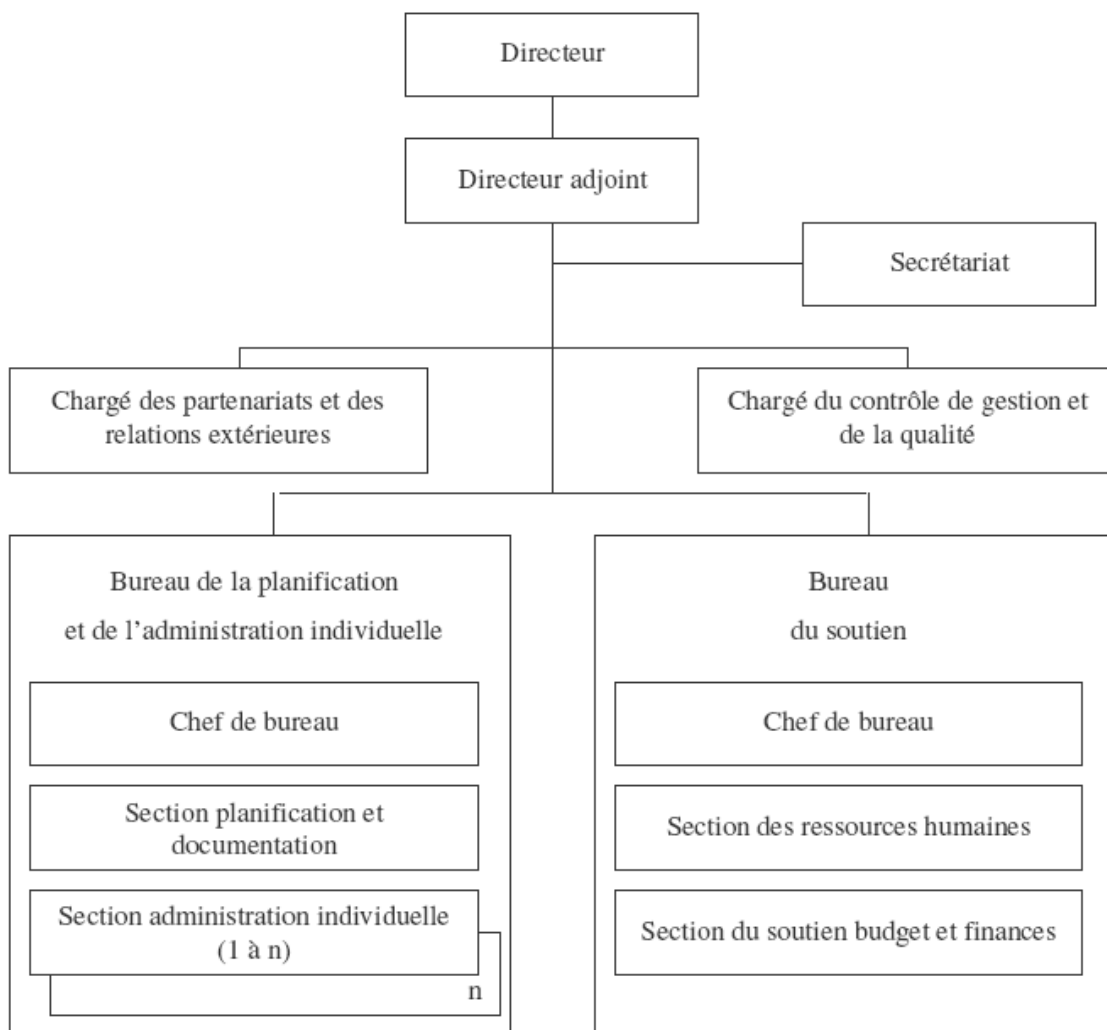 Directeur
Directeur adjoint
Secrétariat
Chargé des partenariats et des
relations extérieures
Chargé du contrôle de gestion et
de la qualité
Bureau de la planification
et de l’administration individuelle
Chef de bureau
Section planification et
documentation
Section administration individuelle
(1 à n)
n
Bureau
du soutien
Chef de bureau
Section des ressources humaines
Section du soutien budget et finances